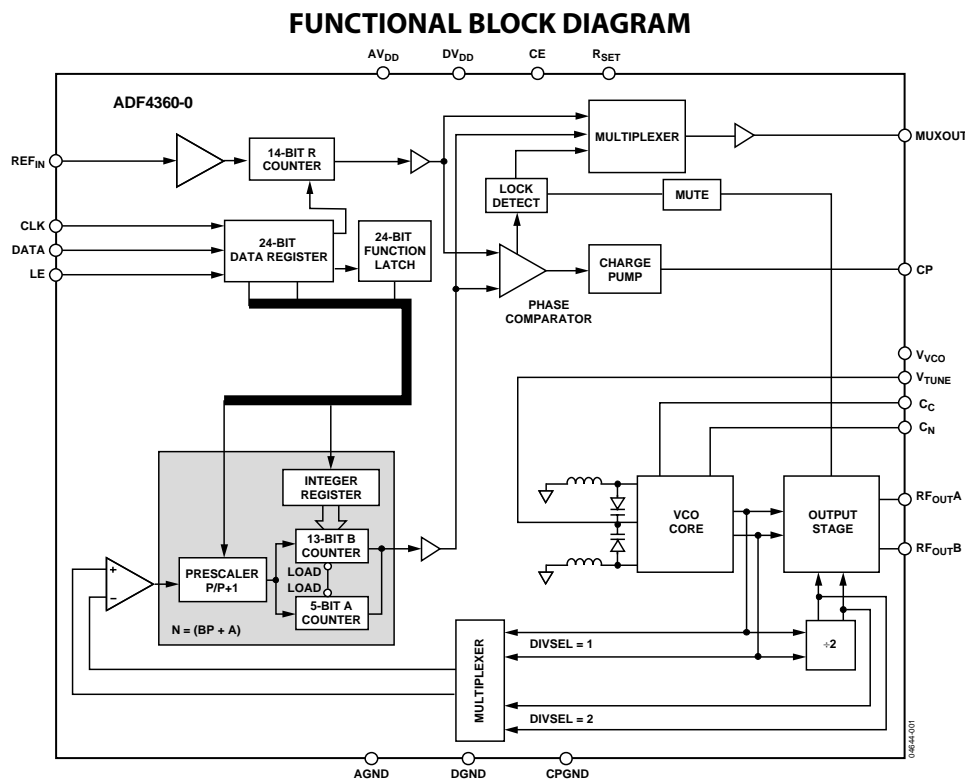 FUNCTIONAL BLOCK DIAGRAM
AVDD
DVDD
CE
RSET
ADF4360-0
MULTIPLEXER
MUXOUT
REFIN
14-BIT R
COUNTER
LOCK
DETECT
MUTE
CLK
DATA
LE
24-BIT
DATA REGISTER
24-BIT
FUNCTION
LATCH
CHARGE
PUMP
CP
PHASE
COMPARATOR
VVCO
VTUNE
CC
CN
INTEGER
REGISTER
13-BIT B
COUNTER
VCO
CORE
OUTPUT
STAGE
RFOUTA
RFOUTB
+
−
PRESCALER
P/P+1
LOAD
LOAD
5-BIT A
COUNTER
N = (BP + A)
MULTIPLEXER
DIVSEL = 1
÷2
DIVSEL = 2
04644-001
AGND
DGND
CPGND